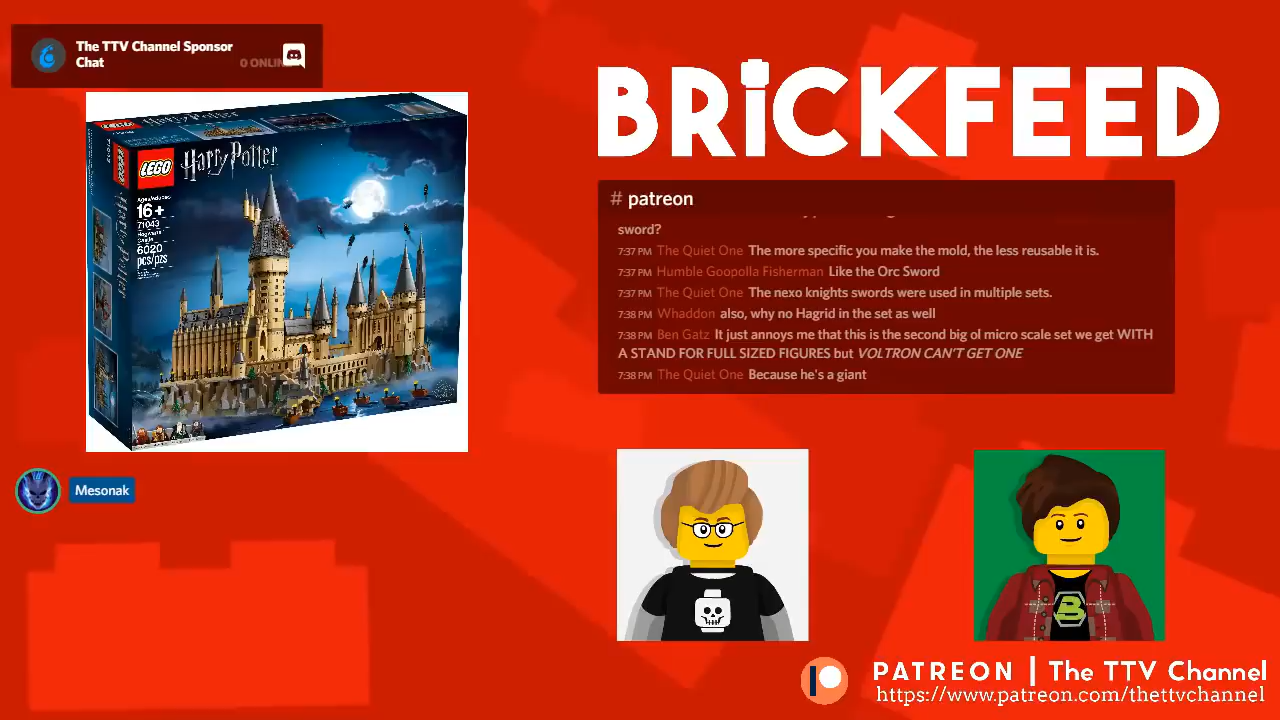 The TTV Channel Sponsor
Chat
0 ONLIN
BRiCKFEED
LEGO
Harry Potter
16+
71043
Hogwarts
Castle
6020
pcs/pzs
# patreon
sword?
7:37 PM The Quiet One The more specific you make the mold, the less reusable it is.
7:37 PM Humble Goopolla Fisherman Like the Orc Sword
7:37 PM The Quiet One The nexo knights swords were used in multiple sets.
7:38 PM Whaddon also, why no Hagrid in the set as well
7:38 PM Ben Gatz It just annoys me that this is the second big ol micro scale set we get WITH
A STAND FOR FULL SIZED FIGURES but VOLTRON CAN'T GET ONE
7:38 PM The Quiet One Because he's a giant
Mesonak
B
PATREON | The TTV Channel
https://www.patreon.com/thettvchannel